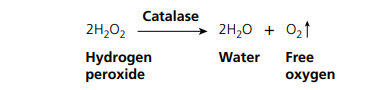 Catalase
2H₂O₂ → 2H₂O + O₂↑
Hydrogen peroxide Water Free oxygen